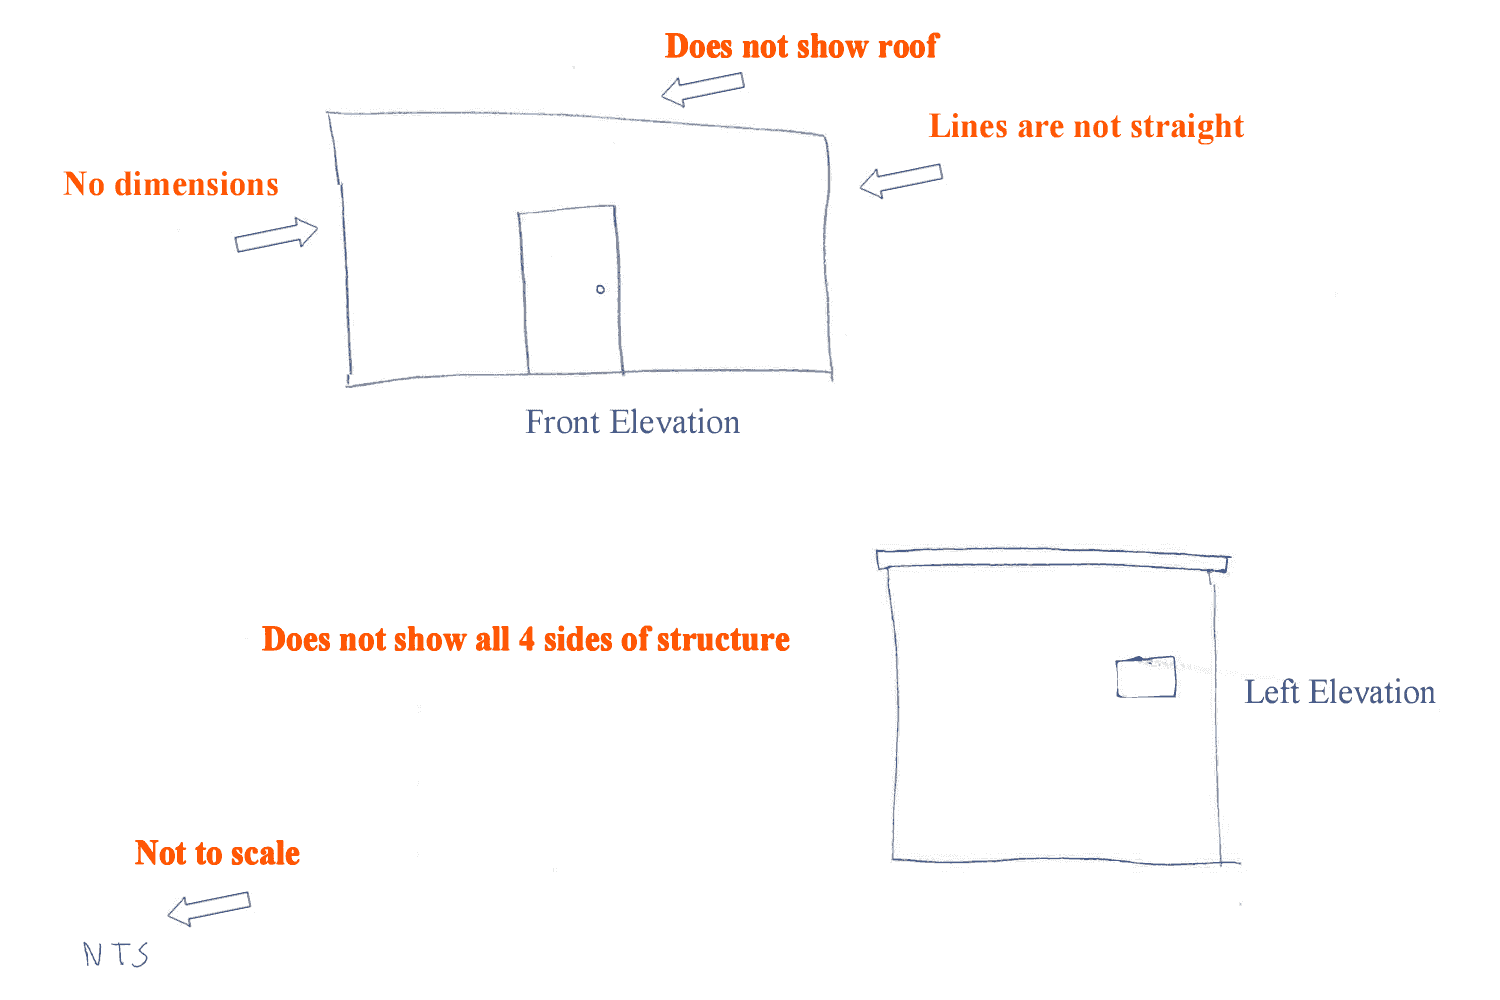 Does not show roof
Lines are not straight
No dimensions
Front Elevation
Does not show all 4 sides of structure
Left Elevation
Not to scale
NTS